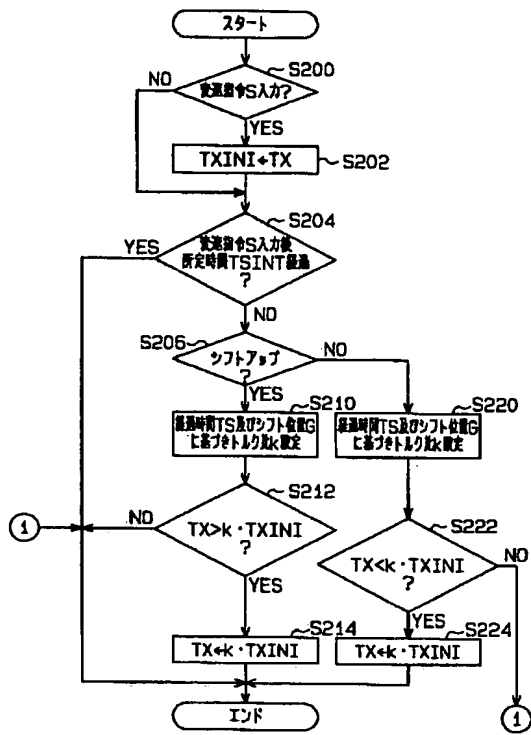 スタート
S200
NO
変速指令S入力?
YES
TXINI←TX
S202
S204
YES
変速指令S入力後
所定時間TSINT経過
?
NO
S206
シフトアップ
?
NO
YES
S210
経過時間TS及びシフト位置G
に基づきトルク比k設定
S220
経過時間TS及びシフト位置G
に基づきトルク比k設定
S212
1
NO
TX>k・TXINI
?
YES
S222
TX<k・TXINI
?
NO
YES
S214
TX←k・TXINI
S224
TX←k・TXINI
エンド
1